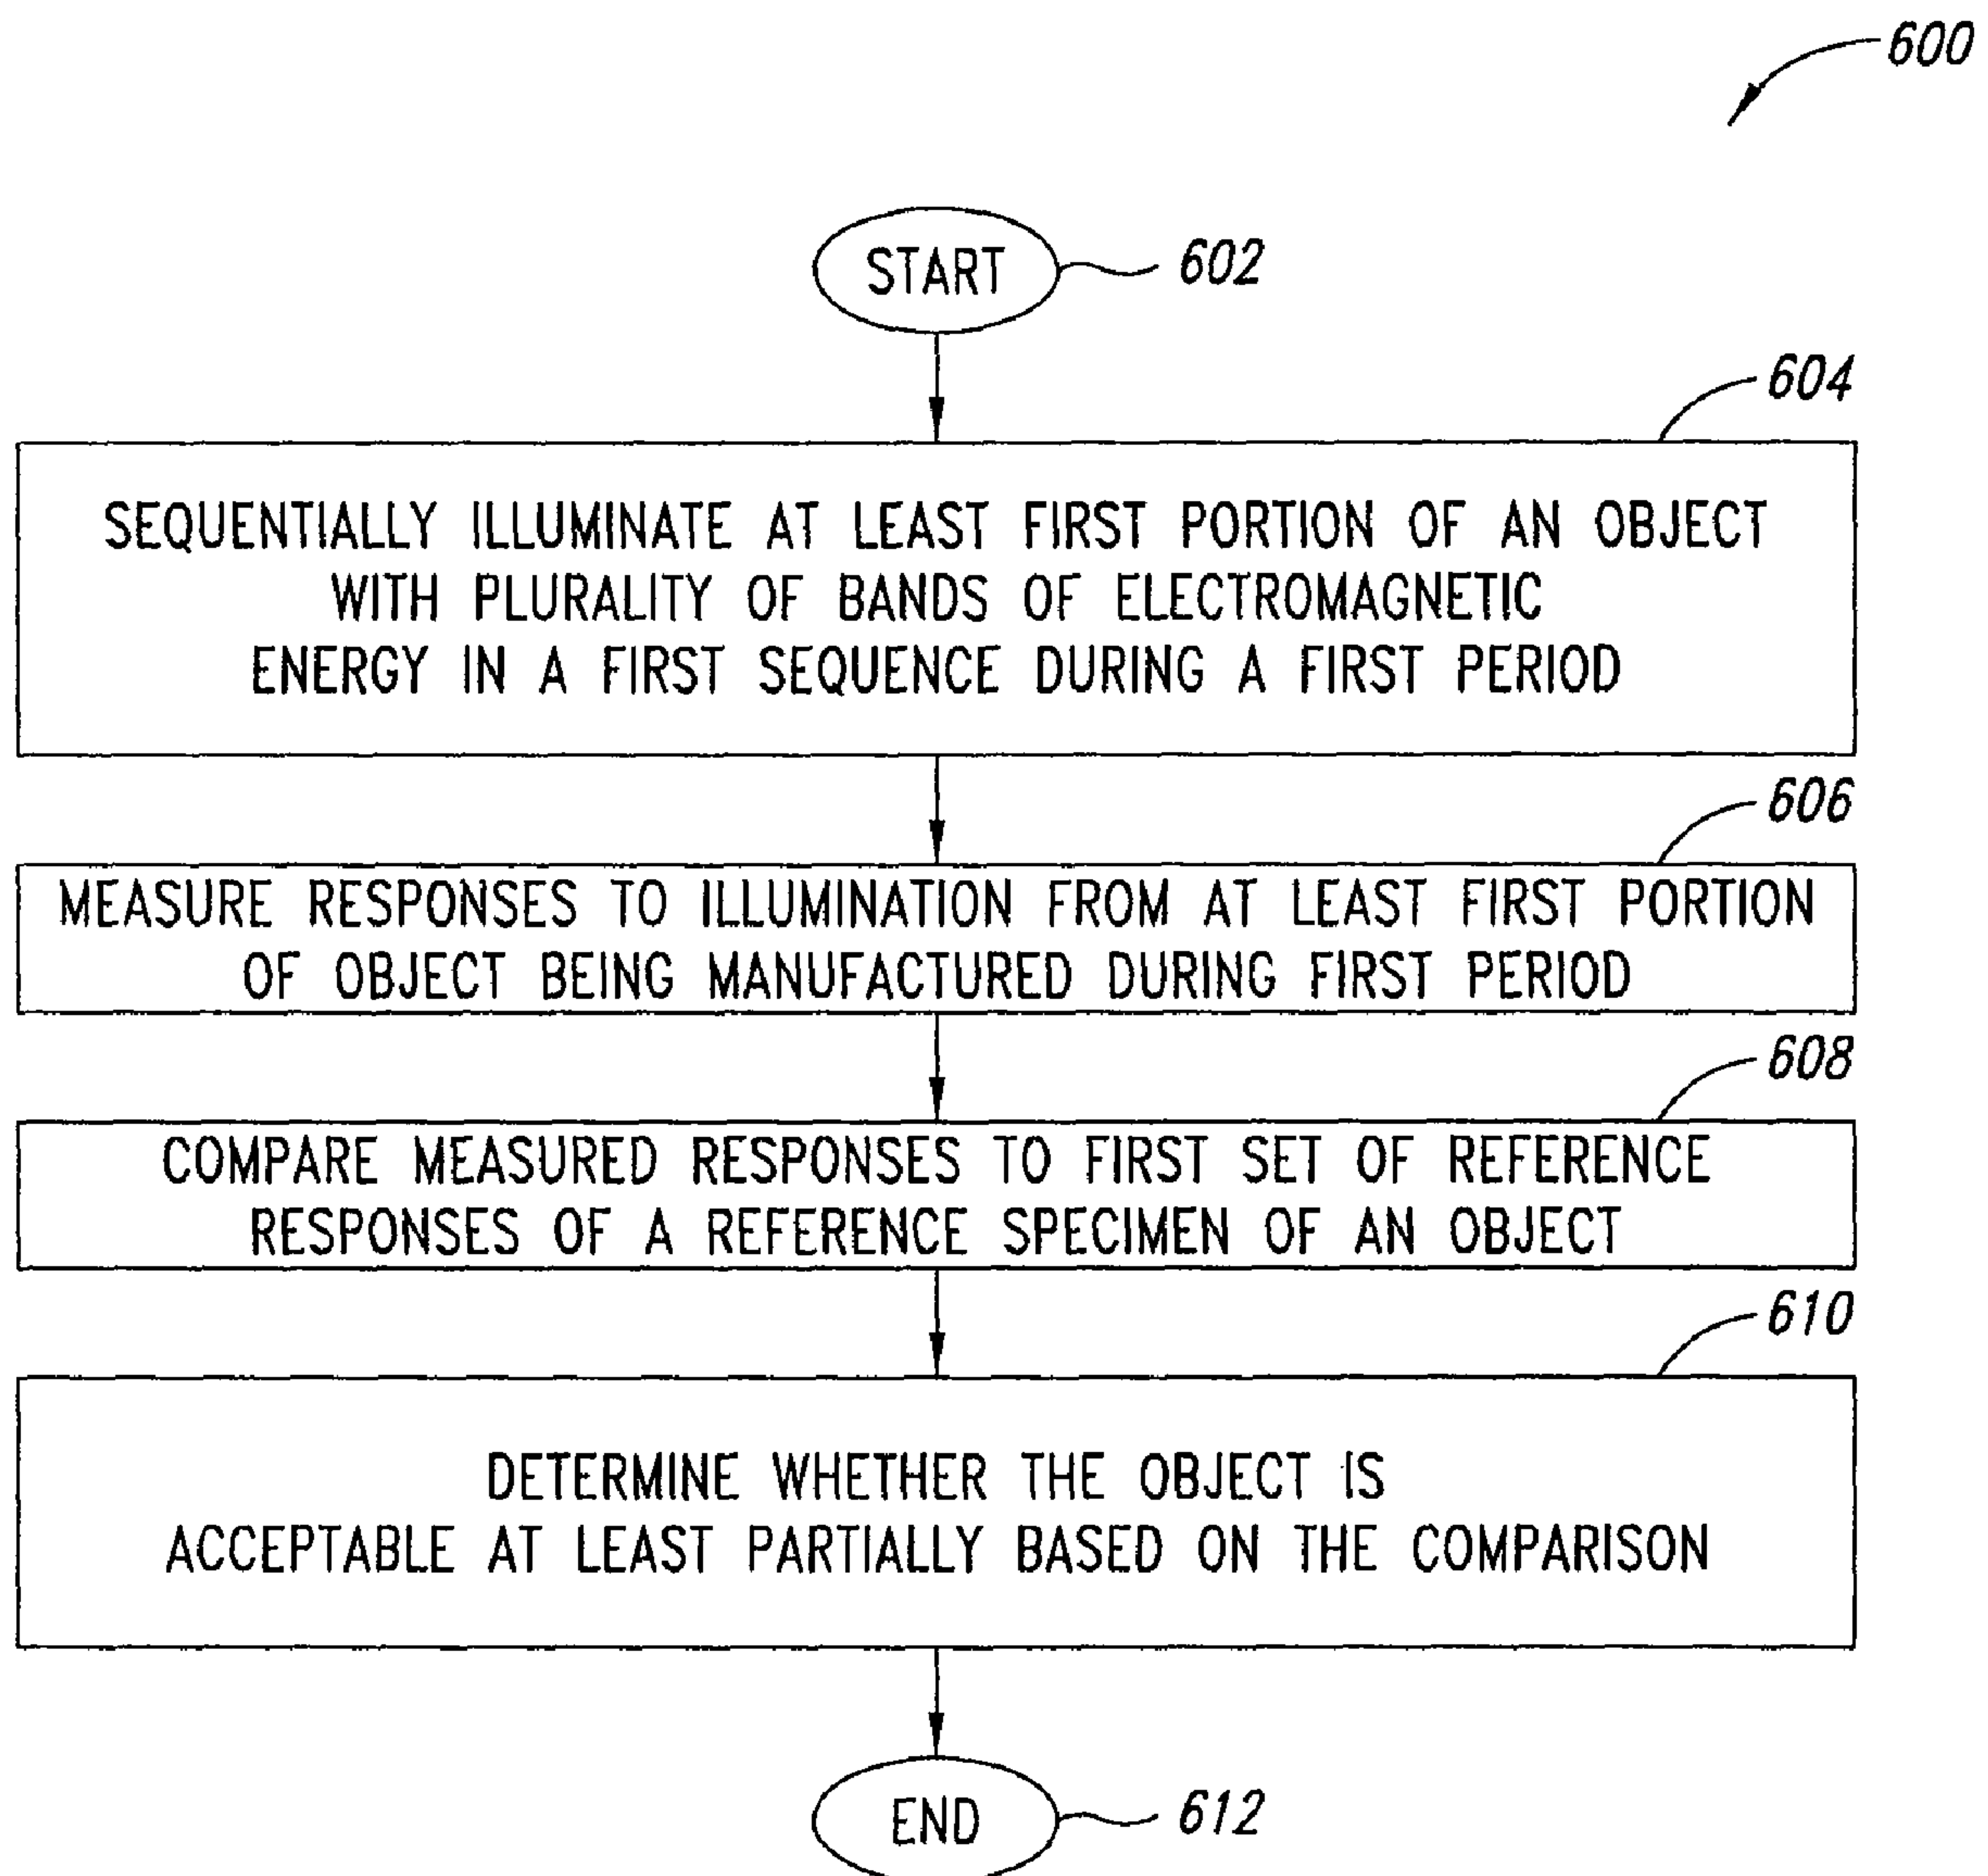 600
START
602
604
SEQUENTIALLY ILLUMINATE AT LEAST FIRST PORTION OF AN OBJECT
WITH PLURALITY OF BANDS OF ELECTROMAGNETIC
ENERGY IN A FIRST SEQUENCE DURING A FIRST PERIOD
606
MEASURE RESPONSES TO ILLUMINATION FROM AT LEAST FIRST PORTION
OF OBJECT BEING MANUFACTURED DURING FIRST PERIOD
608
COMPARE MEASURED RESPONSES TO FIRST SET OF REFERENCE
RESPONSES OF A REFERENCE SPECIMEN OF AN OBJECT
610
DETERMINE WHETHER THE OBJECT IS
ACCEPTABLE AT LEAST PARTIALLY BASED ON THE COMPARISON
END
612